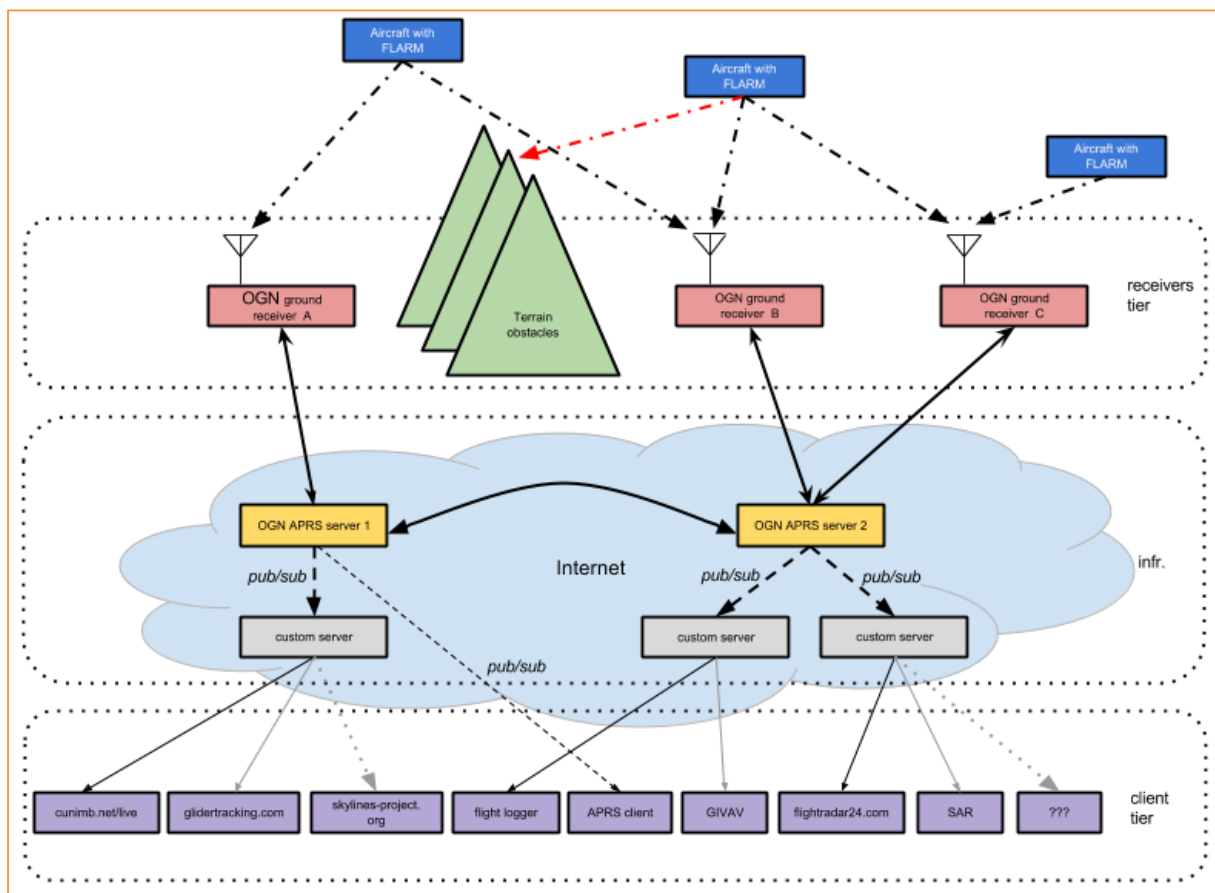 Aircraft with
FLARM
Aircraft with
FLARM
Aircraft with
FLARM
OGN ground
receiver A
Terrain
obstacles
OGN ground
receiver B
OGN ground
receiver C
receivers
tier
OGN APRS server 1
OGN APRS server 2
Internet
infr.
pub/sub
pub/sub
pub/sub
custom server
custom server
custom server
pub/sub
cunimb.net/live
glidertracking.com
skylines-project.
org
flight logger
APRS client
GIVAV
flightradar24.com
SAR
???
client
tier